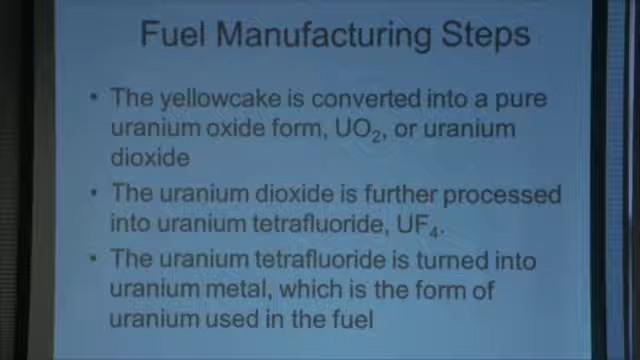 Fuel Manufacturing Steps
• The yellowcake is converted into a pure
uranium oxide form, UO₂, or uranium
dioxide
• The uranium dioxide is further processed
into uranium tetrafluoride, UF₄.
• The uranium tetrafluoride is turned into
uranium metal, which is the form of
uranium used in the fuel